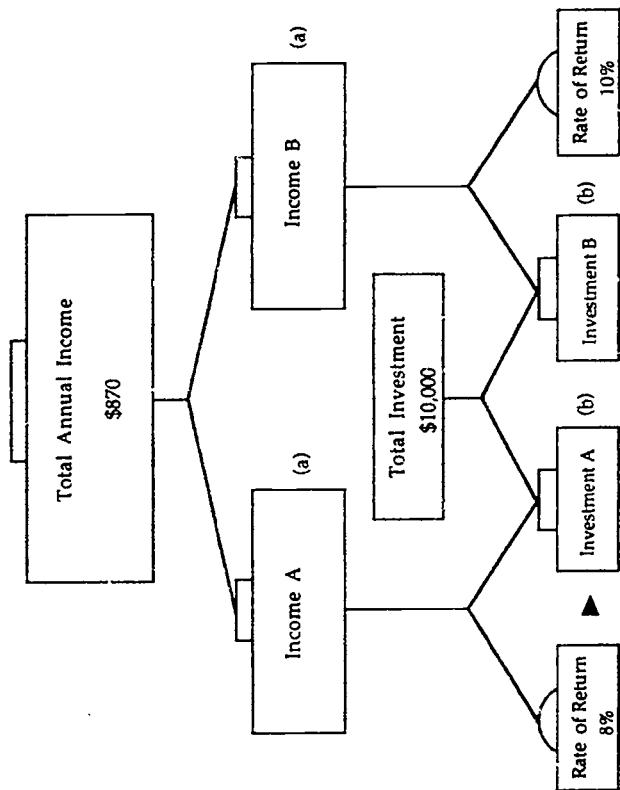 Total Annual Income
$870
Income A
(a)
Income B
(a)
Total Investment
$10,000
Rate of Return
8%
Investment A
(b)
Investment B
(b)
Rate of Return
10%